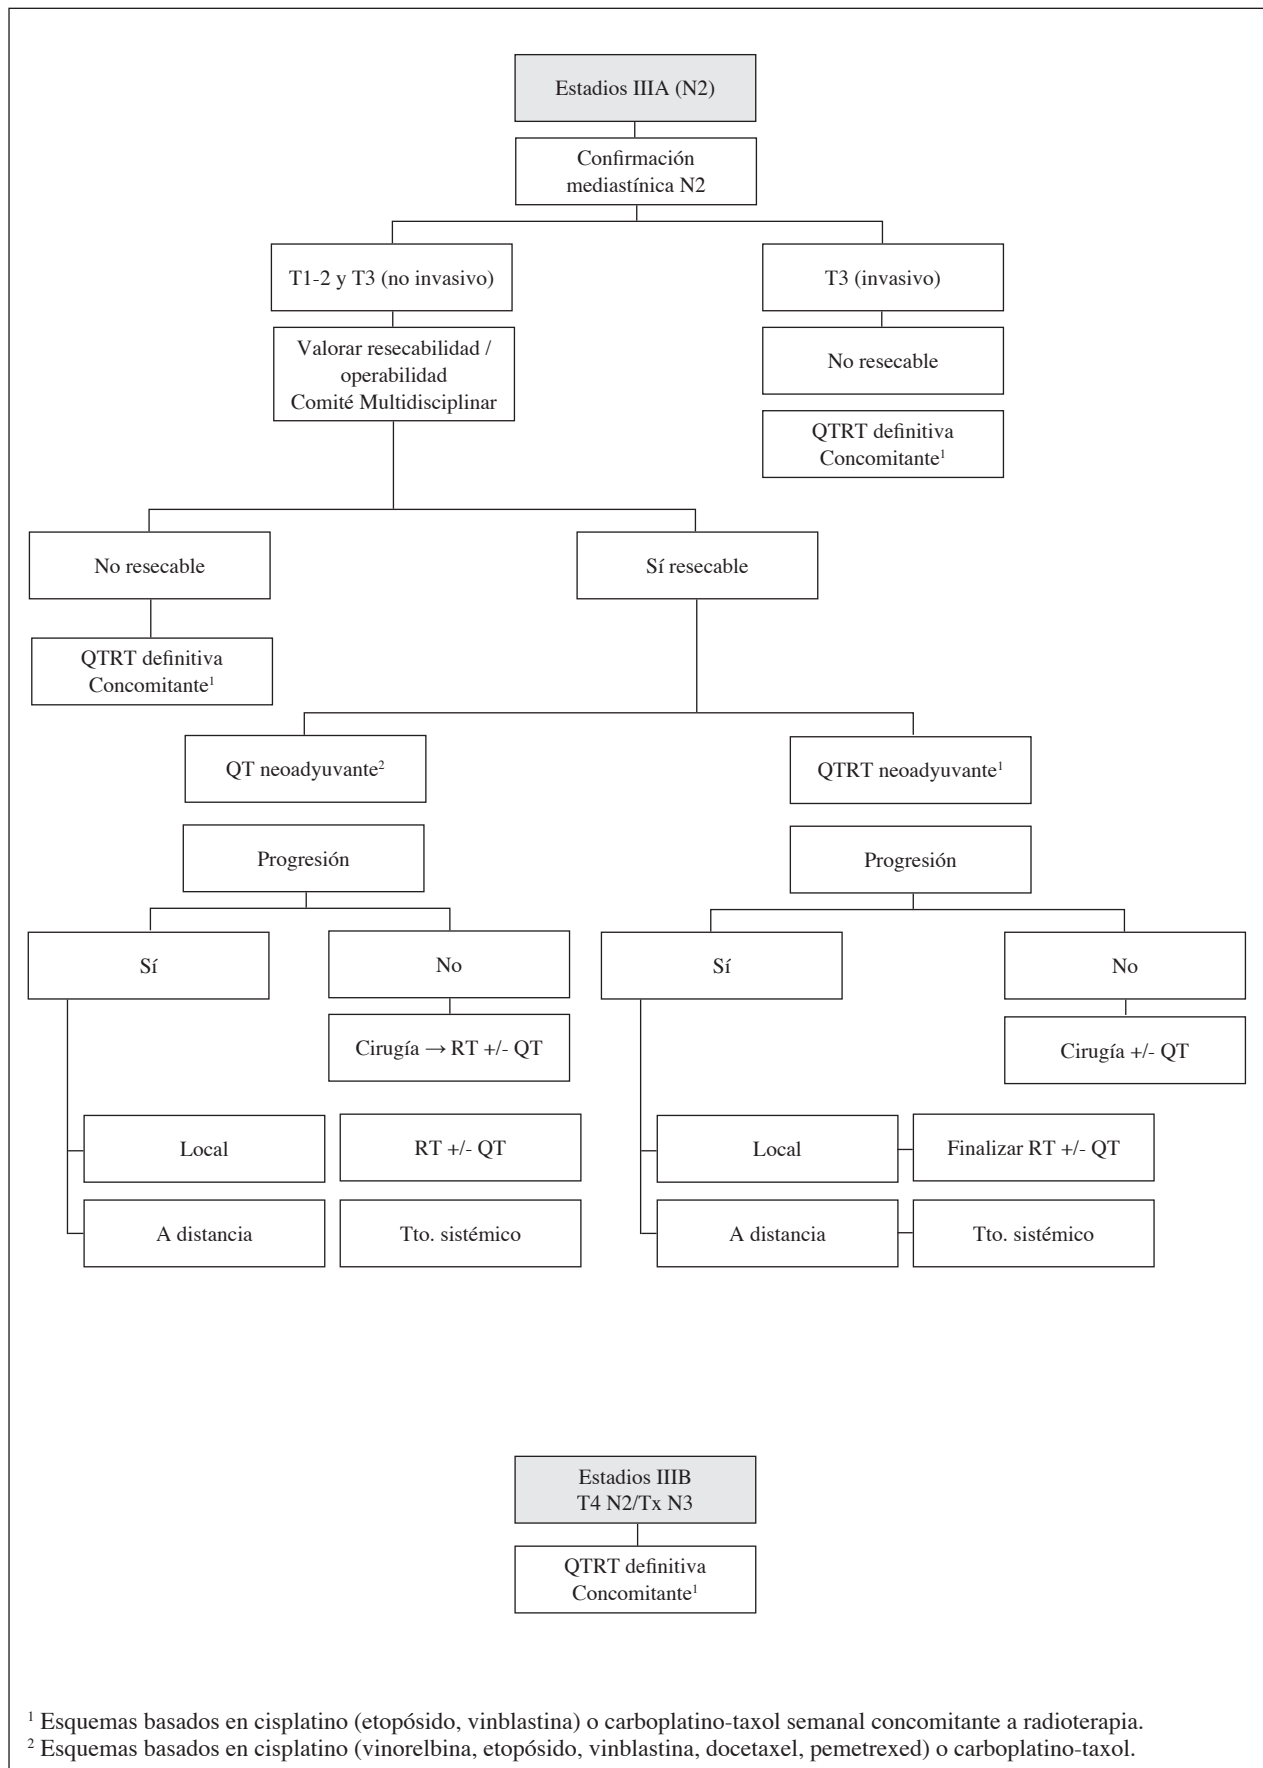 Estadios IIIA (N2)
Confirmación
mediastínica N2
T1-2 y T3 (no invasivo)
T3 (invasivo)
Valorar resecabilidad /
operabilidad
Comité Multidisciplinar
No resecable
QTRT definitiva
Concomitante¹
No resecable
Sí resecable
QTRT definitiva
Concomitante¹
QT neoadyuvante²
QTRT neoadyuvante¹
Progresión
Progresión
Sí
No
Sí
No
Cirugía → RT +/- QT
Cirugía +/- QT
Local
RT +/- QT
Local
Finalizar RT +/- QT
A distancia
Tto. sistémico
A distancia
Tto. sistémico
Estadios IIIB
T4 N2/Tx N3
QTRT definitiva
Concomitante¹
¹ Esquemas basados en cisplatino (etopósido, vinblastina) o carboplatino-taxol semanal concomitante a radioterapia.
² Esquemas basados en cisplatino (vinorelbina, etopósido, vinblastina, docetaxel, pemetrexed) o carboplatino-taxol.